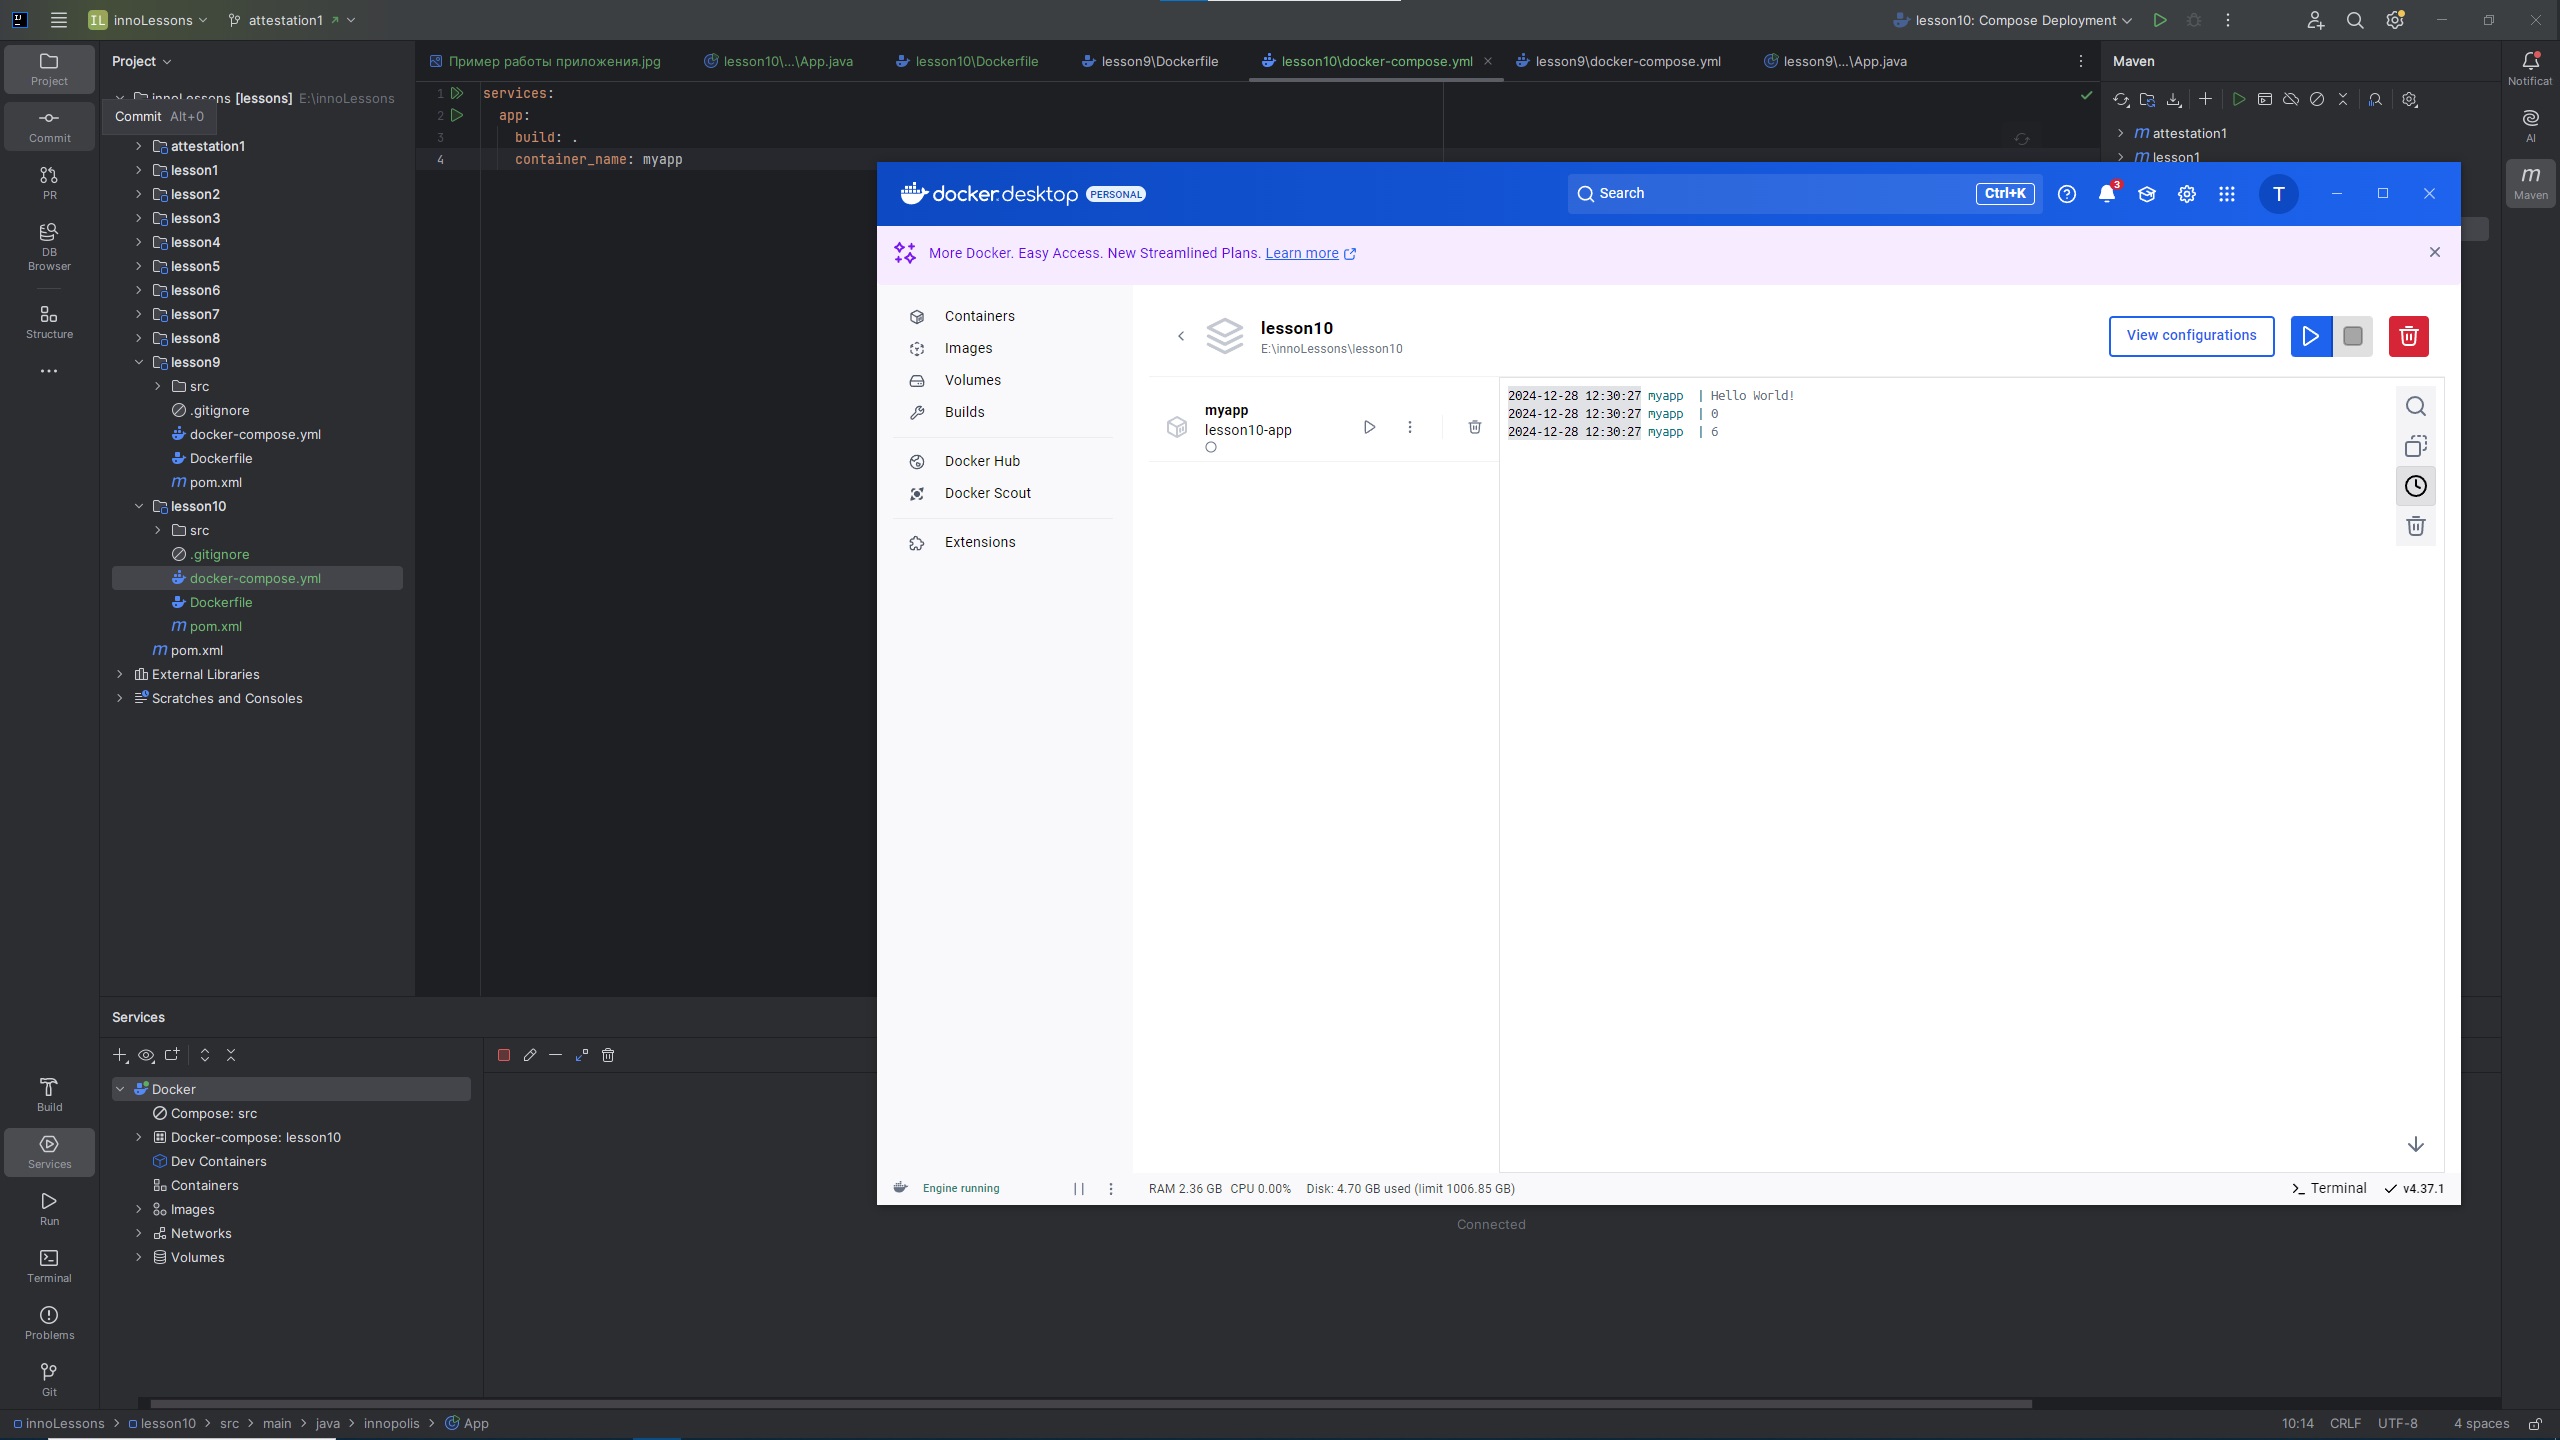 IL innoLessons
attestation1
lesson10: Compose Deployment
Project
Commit
PR
DB
Browser
Structure
Project
innoLessons [lessons] E:\innoLessons
Commit Alt+0
attestation1
lesson1
lesson2
lesson3
lesson4
lesson5
lesson6
lesson7
lesson8
lesson9
src
.gitignore
docker-compose.yml
Dockerfile
pom.xml
lesson10
src
.gitignore
docker-compose.yml
Dockerfile
pom.xml
pom.xml
External Libraries
Scratches and Consoles
Пример работы приложения.jpg
lesson10\...\App.java
lesson10\Dockerfile
lesson9\Dockerfile
lesson10\docker-compose.yml
lesson9\docker-compose.yml
lesson9\...\App.java
1 services:
2 app:
3 build: .
4 container_name: myapp
Maven
attestation1
lesson1
Notificat
AI
Maven
docker.desktop PERSONAL
Search Ctrl+K
3
T
More Docker. Easy Access. New Streamlined Plans. Learn more
Containers
Images
Volumes
Builds
Docker Hub
Docker Scout
Extensions
lesson10
E:\innoLessons\lesson10
View configurations
myapp
lesson10-app
2024-12-28 12:30:27 myapp | Hello World!
2024-12-28 12:30:27 myapp | 0
2024-12-28 12:30:27 myapp | 6
Engine running
RAM 2.36 GB CPU 0.00% Disk: 4.70 GB used (limit 1006.85 GB)
Terminal
v4.37.1
Connected
Build
Services
Run
Terminal
Problems
Git
Services
Docker
Compose: src
Docker-compose: lesson10
Dev Containers
Containers
Images
Networks
Volumes
innoLessons > lesson10 > src > main > java > innopolis > App
10:14 CRLF UTF-8 4 spaces